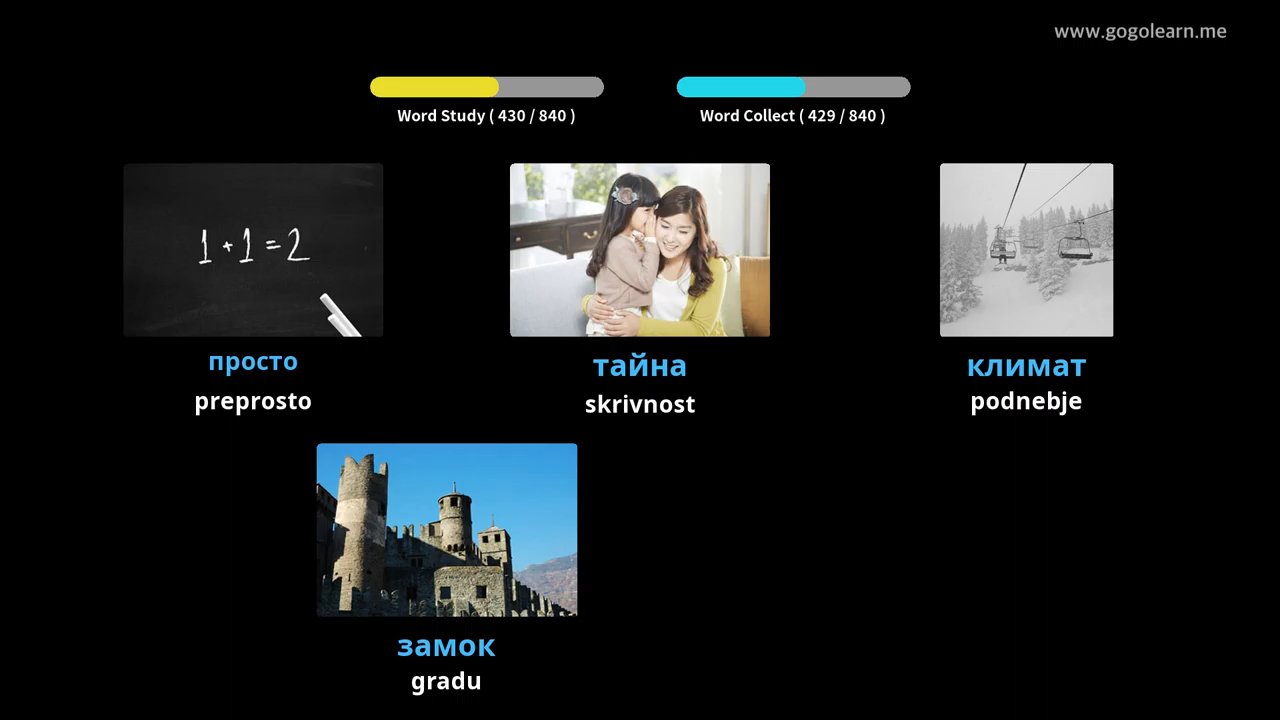 www.gogolearn.me
Word Study ( 430 / 840 )
Word Collect ( 429 / 840 )
1 + 1 = 2
просто
preprosto
тайна
skrivnost
климат
podnebje
замок
gradu